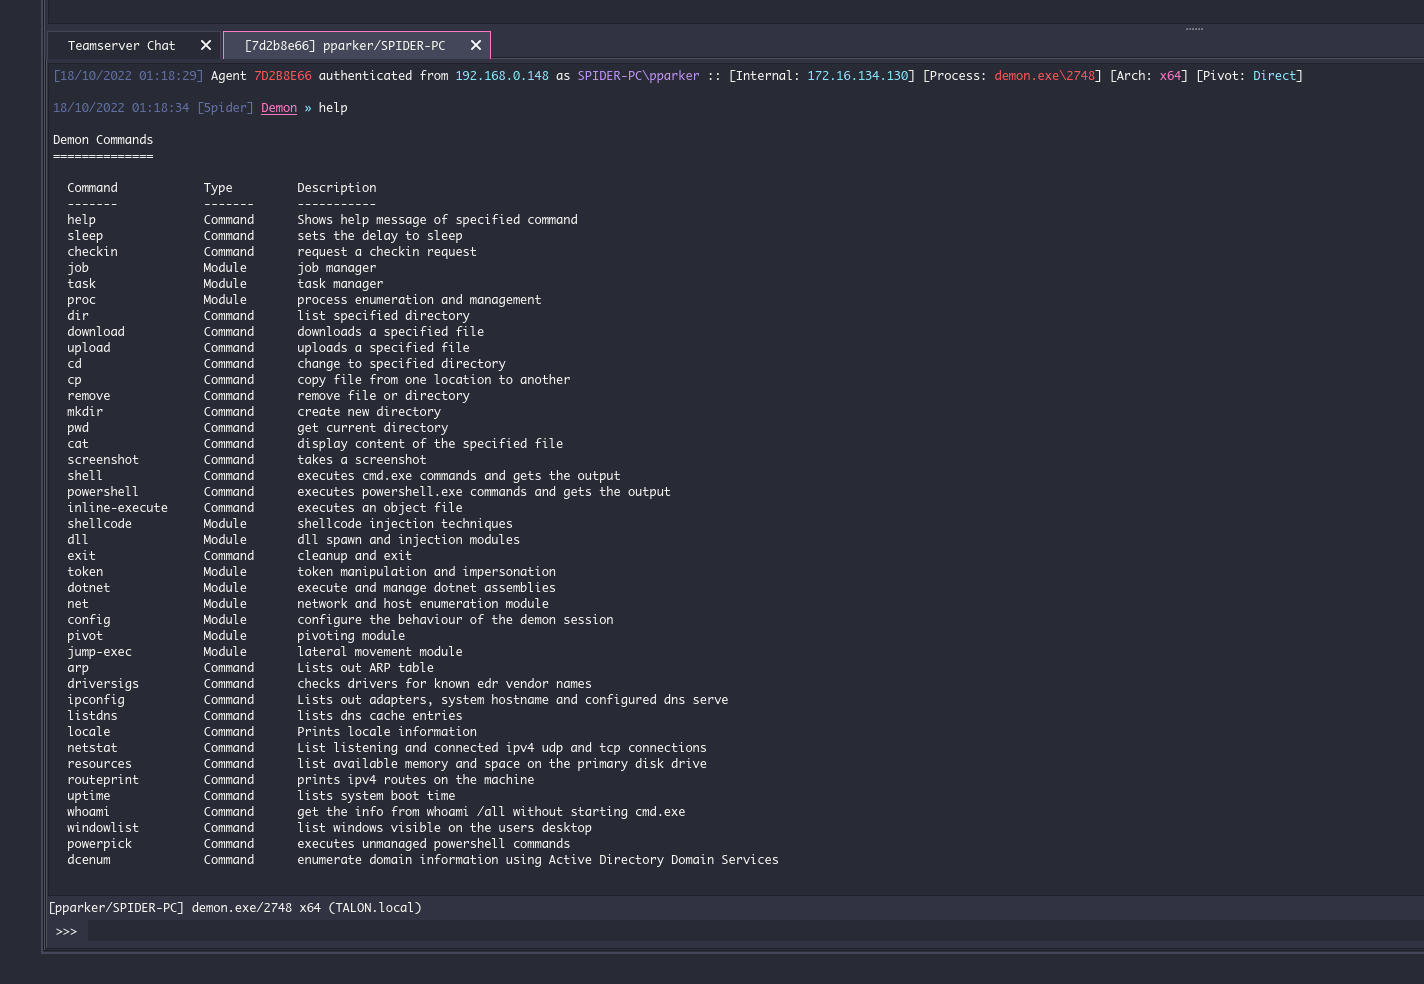 Teamserver Chat ✕ [7d2b8e66] pparker/SPIDER-PC ✕
[18/10/2022 01:18:29] Agent 7D2B8E66 authenticated from 192.168.0.148 as SPIDER-PC\pparker :: [Internal: 172.16.134.130] [Process: demon.exe\2748] [Arch: x64] [Pivot: Direct]
18/10/2022 01:18:34 [5pider] Demon » help
Demon Commands
==============
Command Type Description
------- ------- -----------
help Command Shows help message of specified command
sleep Command sets the delay to sleep
checkin Command request a checkin request
job Module job manager
task Module task manager
proc Module process enumeration and management
dir Command list specified directory
download Command downloads a specified file
upload Command uploads a specified file
cd Command change to specified directory
cp Command copy file from one location to another
remove Command remove file or directory
mkdir Command create new directory
pwd Command get current directory
cat Command display content of the specified file
screenshot Command takes a screenshot
shell Command executes cmd.exe commands and gets the output
powershell Command executes powershell.exe commands and gets the output
inline-execute Command executes an object file
shellcode Module shellcode injection techniques
dll Module dll spawn and injection modules
exit Command cleanup and exit
token Module token manipulation and impersonation
dotnet Module execute and manage dotnet assemblies
net Module network and host enumeration module
config Module configure the behaviour of the demon session
pivot Module pivoting module
jump-exec Module lateral movement module
arp Command Lists out ARP table
driversigs Command checks drivers for known edr vendor names
ipconfig Command Lists out adapters, system hostname and configured dns serve
listdns Command lists dns cache entries
locale Command Prints locale information
netstat Command List listening and connected ipv4 udp and tcp connections
resources Command list available memory and space on the primary disk drive
routeprint Command prints ipv4 routes on the machine
uptime Command lists system boot time
whoami Command get the info from whoami /all without starting cmd.exe
windowlist Command list windows visible on the users desktop
powerpick Command executes unmanaged powershell commands
dcenum Command enumerate domain information using Active Directory Domain Services
[pparker/SPIDER-PC] demon.exe/2748 x64 (TALON.local)
>>>